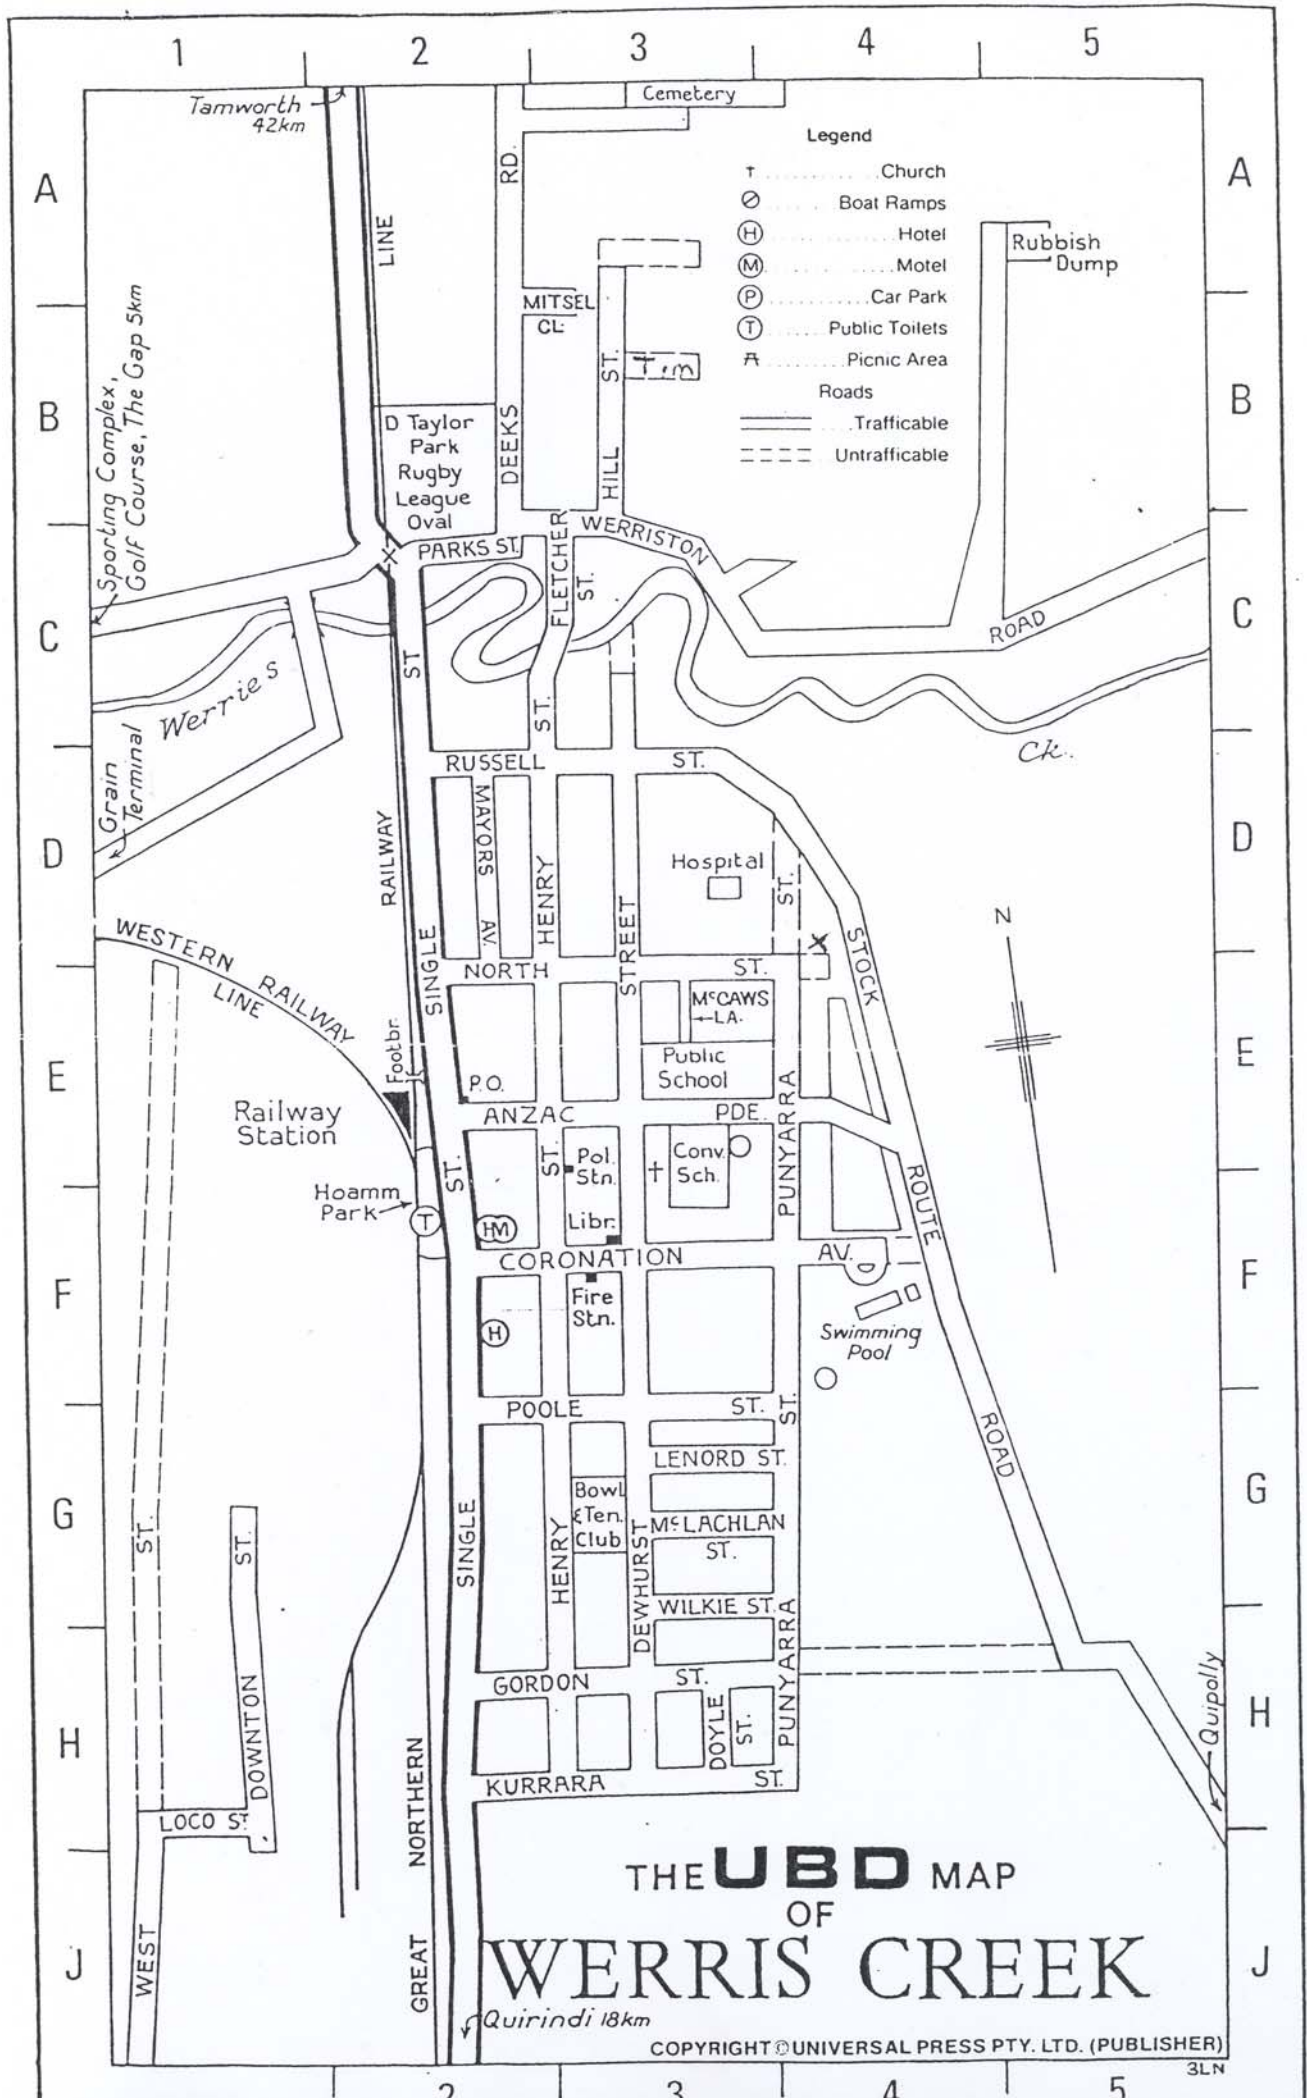 1 2 3 4 5
Tamworth
42km
Cemetery
Legend
† Church
Boat Ramps
H Hotel
M Motel
P Car Park
T Public Toilets
Picnic Area
Roads
Trafficable
Untrafficable
A
A
RD.
LINE
Rubbish
Dump
MITSEL
CL.
B
B
Sporting Complex,
Golf Course, The Gap 5km
D Taylor
Park
Rugby
League
Oval
DEEKS
HILL ST.
PARKS ST.
FLETCHER
ST.
WERRISTON
ROAD
C
C
ST
Werries
Ck.
ST.
Grain
Terminal
RUSSELL ST.
D
D
RAILWAY
MAYORS AV.
HENRY
STREET
Hospital
ST.
STOCK
N
WESTERN RAILWAY
LINE
SINGLE
NORTH ST.
McCAWS
LA.
E
E
Footbr.
P.O.
Public
School
Railway
Station
ANZAC PDE.
PUNYARRA
ST.
ST.
Pol.
Stn.
Conv.
Sch.
ROUTE
Hoamm
Park
T
HM
Libr.
CORONATION AV.
F
F
Fire
Stn.
H
Swimming
Pool
POOLE ST.
ST.
LENORD ST.
ROAD
G
G
ST.
ST.
SINGLE
HENRY
Bowl
& Ten.
Club
DEWHURST
McLACHLAN
ST.
WILKIE ST.
PUNYARRA
GORDON ST.
Quipolly
H
H
DOWNTON
DOYLE
ST.
NORTHERN
KURRARA ST.
LOCO ST.
THE UBD MAP
OF
WERRIS CREEK
J
J
WEST
GREAT
Quirindi 18km
COPYRIGHT © UNIVERSAL PRESS PTY. LTD. (PUBLISHER)
3LN
2 3 4 5